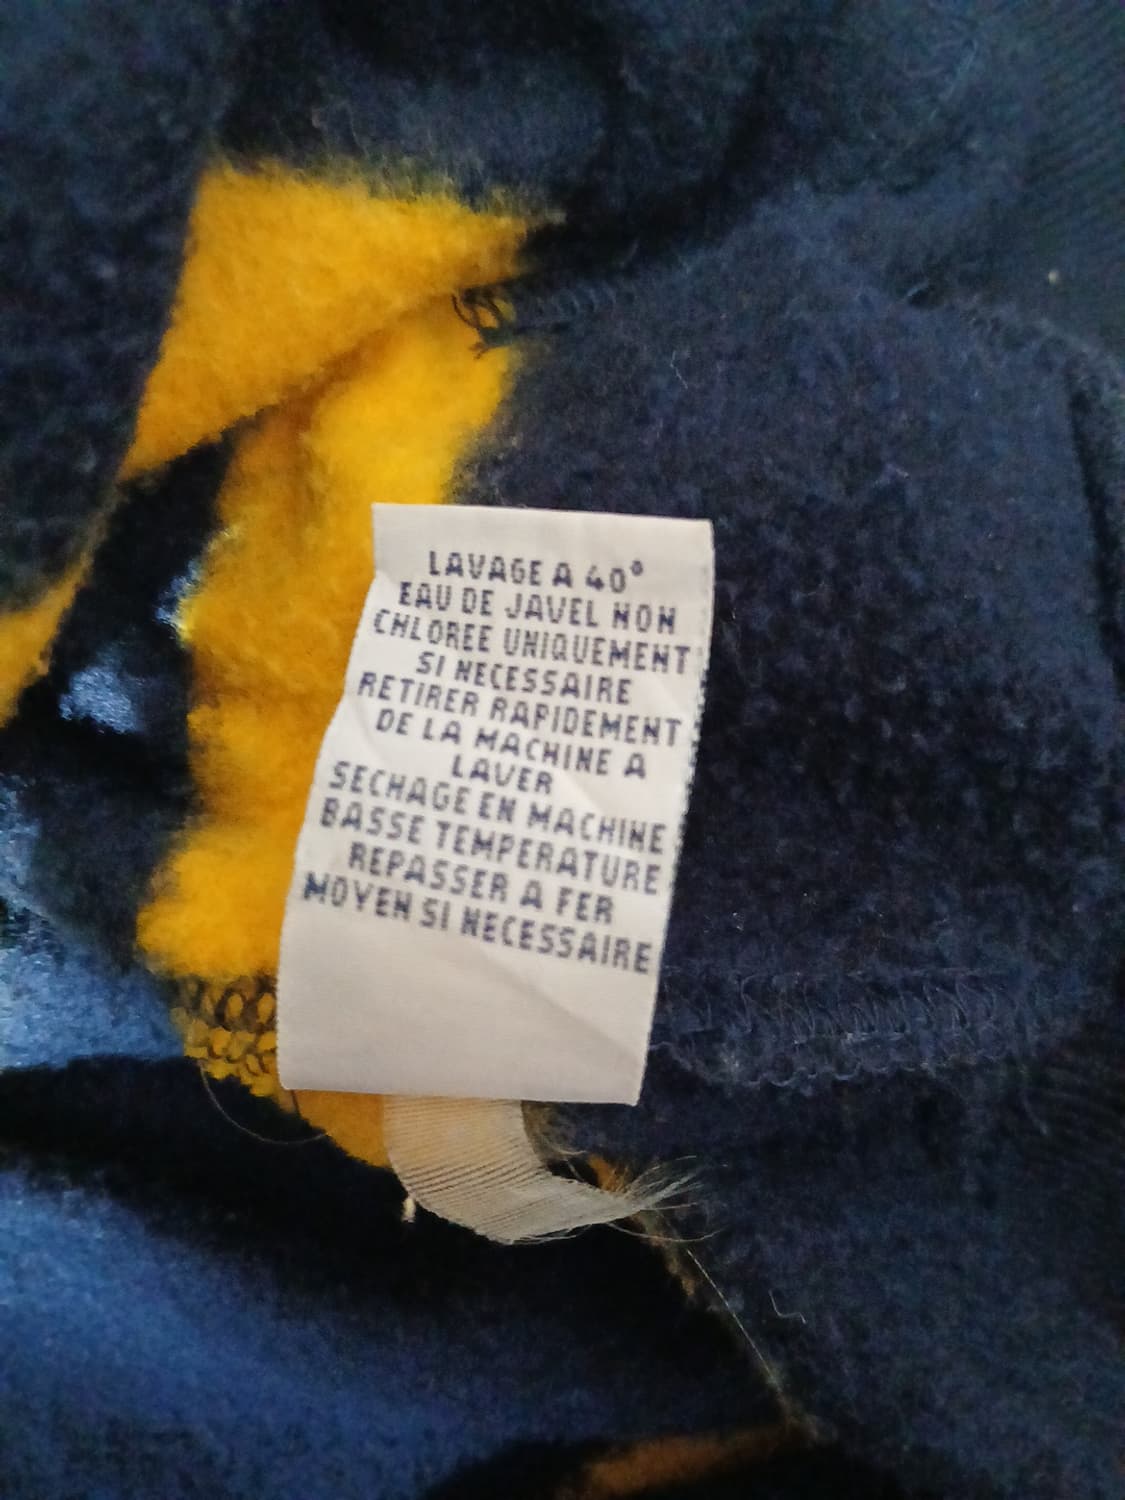 LAVAGE A 40°
EAU DE JAVEL NON
CHLOREE UNIQUEMENT
SI NECESSAIRE
RETIRER RAPIDEMENT
DE LA MACHINE A
LAVER
SECHAGE EN MACHINE
BASSE TEMPERATURE
REPASSER A FER
MOYEN SI NECESSAIRE